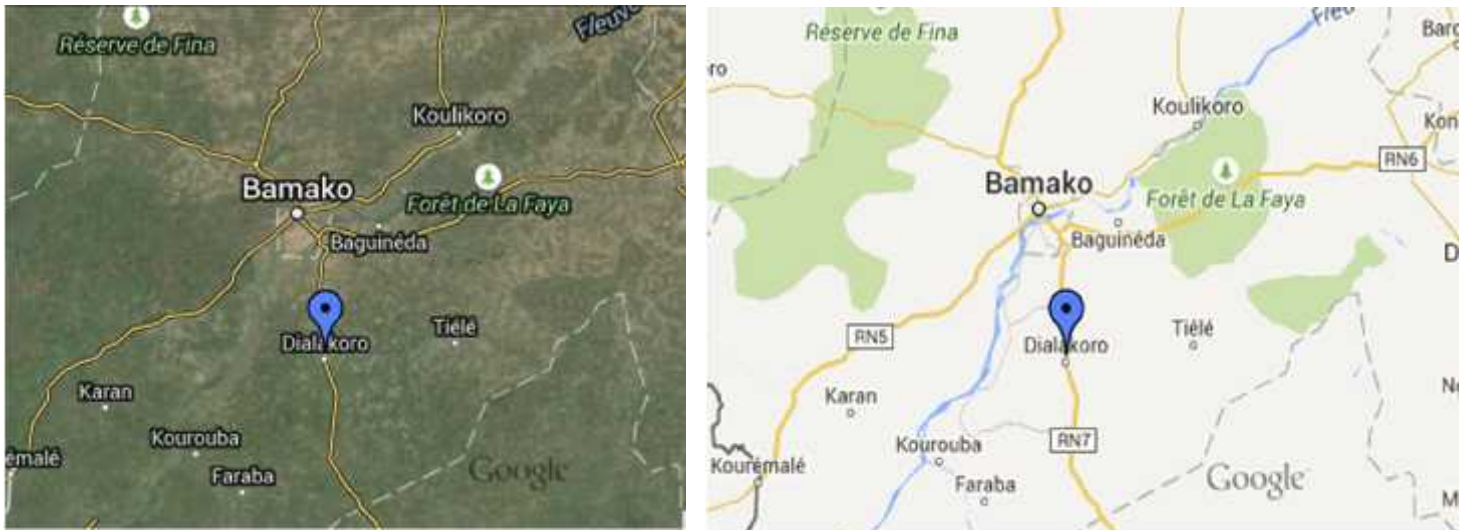 Réserve de Fina
Fleuve
Koulikoro
Bamako
Forêt de La Faya
Baguinéda
Dialakoro
Tiélé
Karan
Kourouba
émalé
Faraba
Google
Réserve de Fina
Fleu
Baro
ro
Koulikoro
Kon
RN6
Bamako
Forêt de La Faya
Baguinéda
D
RN5
Dialakoro
Tiélé
Karan
RN7
Kourouba
Kourémalé
Faraba
Google
M